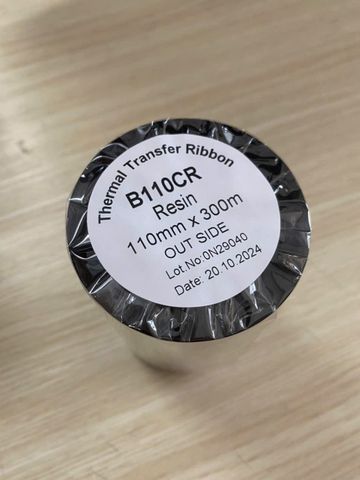 Thermal Transfer Ribbon
B110CR
Resin
110mm x 300m
OUT SIDE
Lot.No:0N29040
Date: 20.10.2024